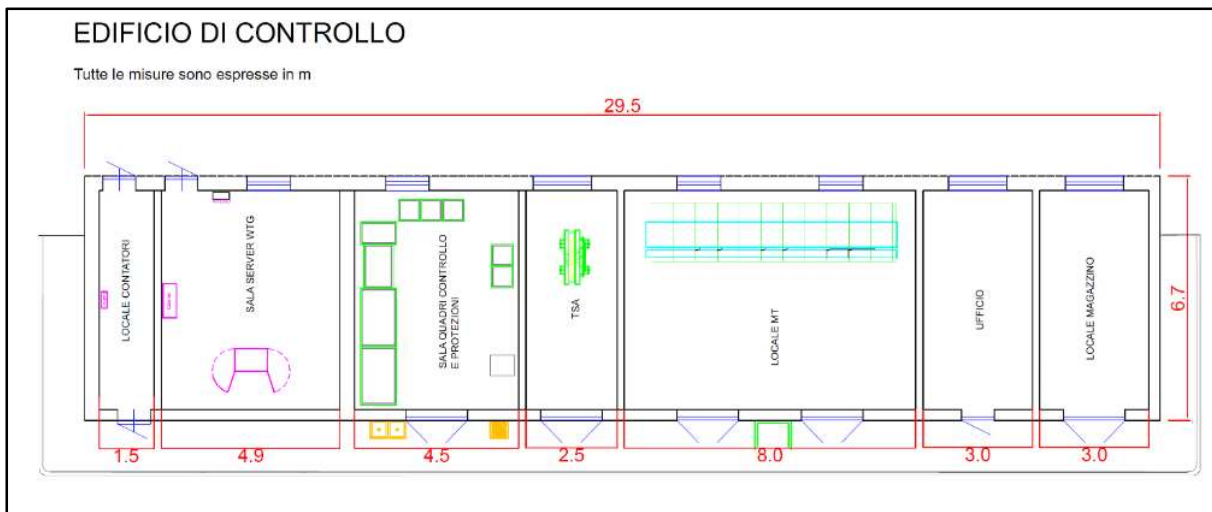 EDIFICIO DI CONTROLLO
Tutte le misure sono espresse in m
29.5
LOCALE CONTATORI
SALA SERVER WTG
SALA QUADRI CONTROLLO
E PROTEZIONI
TSA
LOCALE MT
UFFICIO
LOCALE MAGAZZINO
6.7
1.5
4.9
4.5
2.5
8.0
3.0
3.0